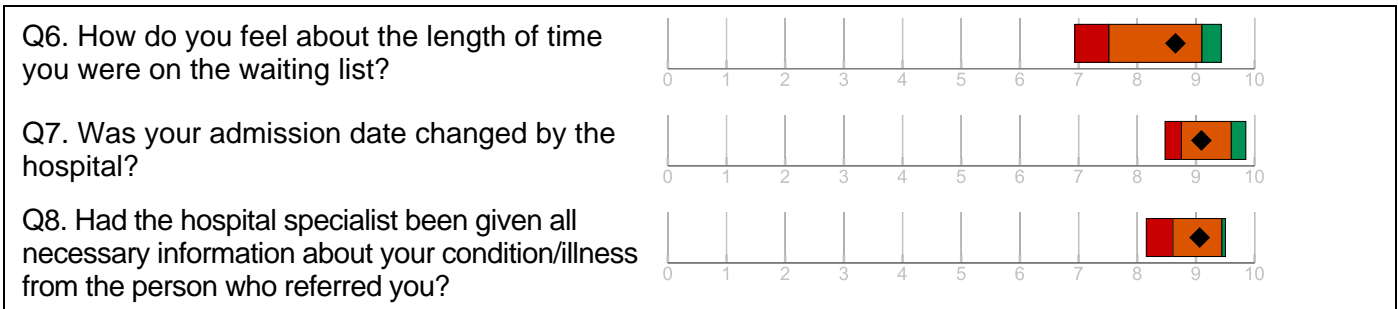 Q6. How do you feel about the length of time
you were on the waiting list?
0 1 2 3 4 5 6 7 8 9 10
Q7. Was your admission date changed by the
hospital?
0 1 2 3 4 5 6 7 8 9 10
Q8. Had the hospital specialist been given all
necessary information about your condition/illness
from the person who referred you?
0 1 2 3 4 5 6 7 8 9 10